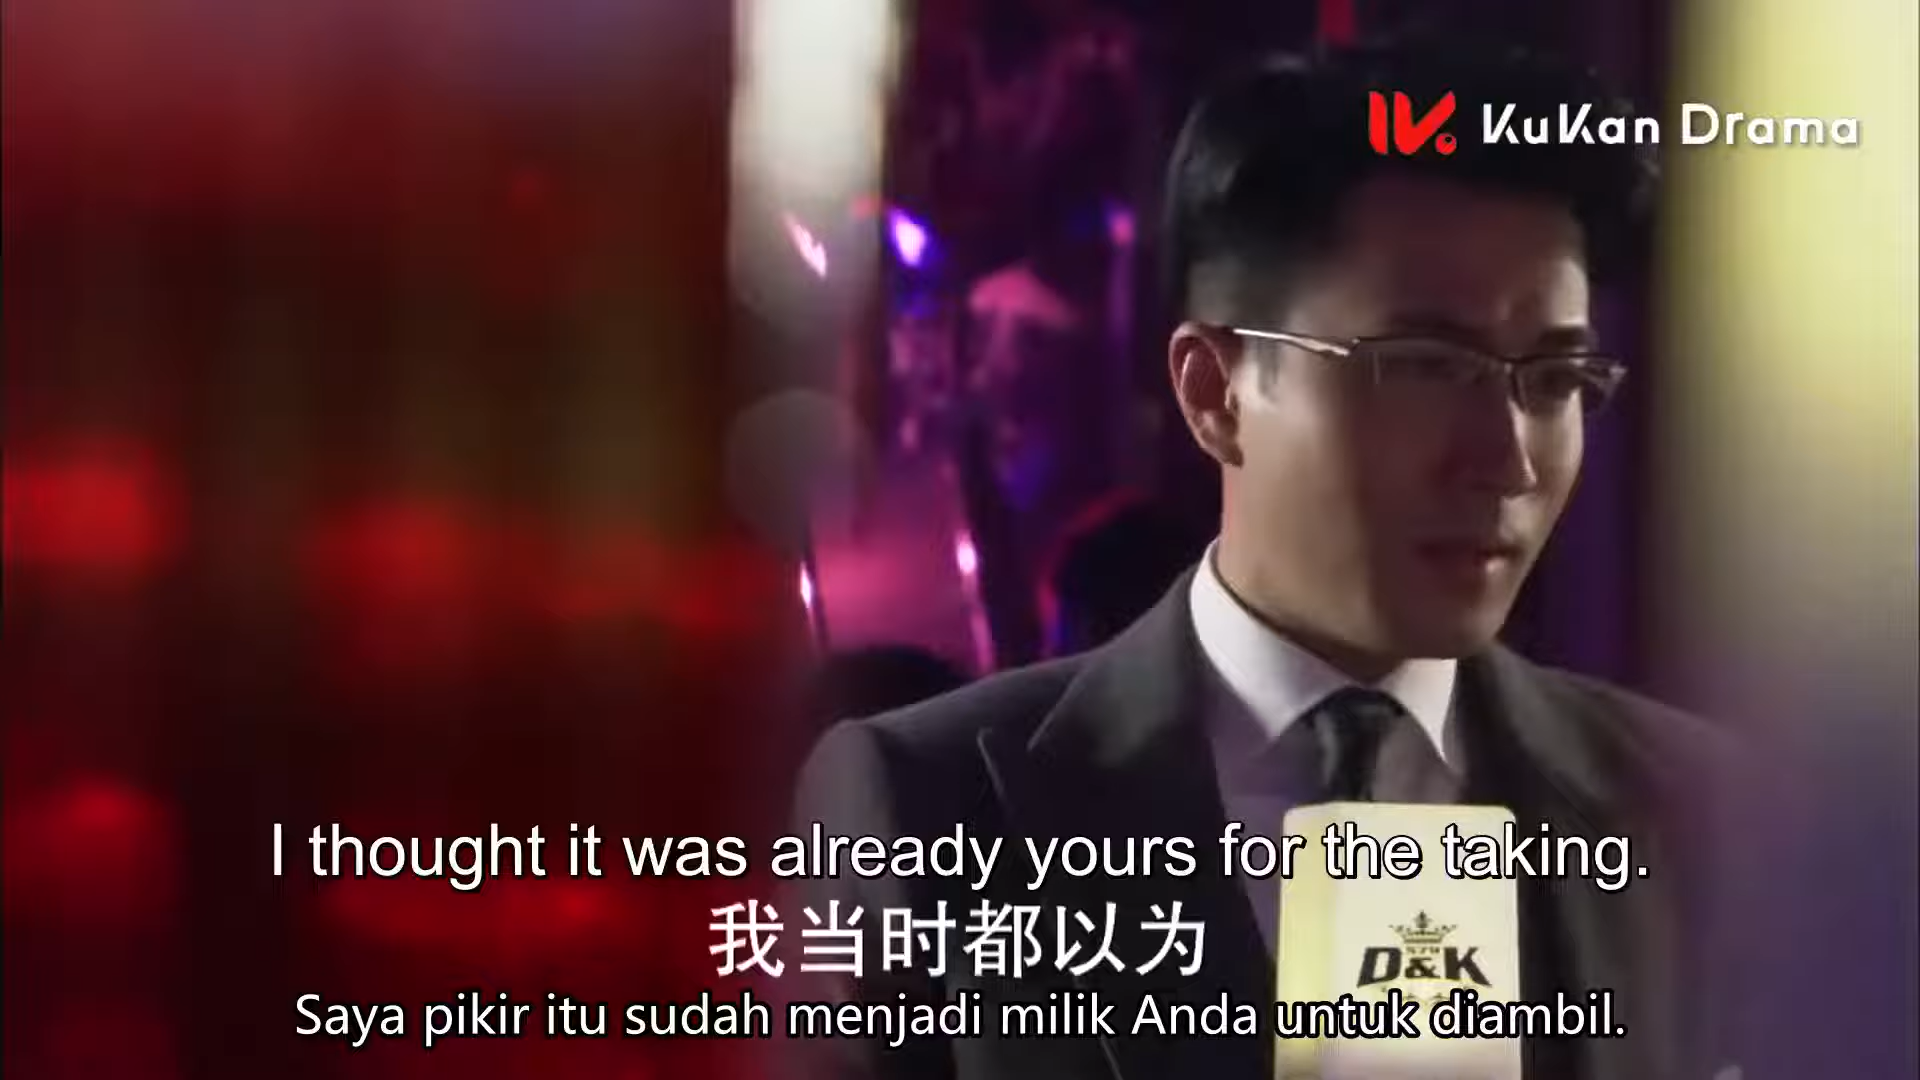 KuKan Drama
I thought it was already yours for the taking.
我当时都以为
D&K
Saya pikir itu sudah menjadi milik Anda untuk diambil.